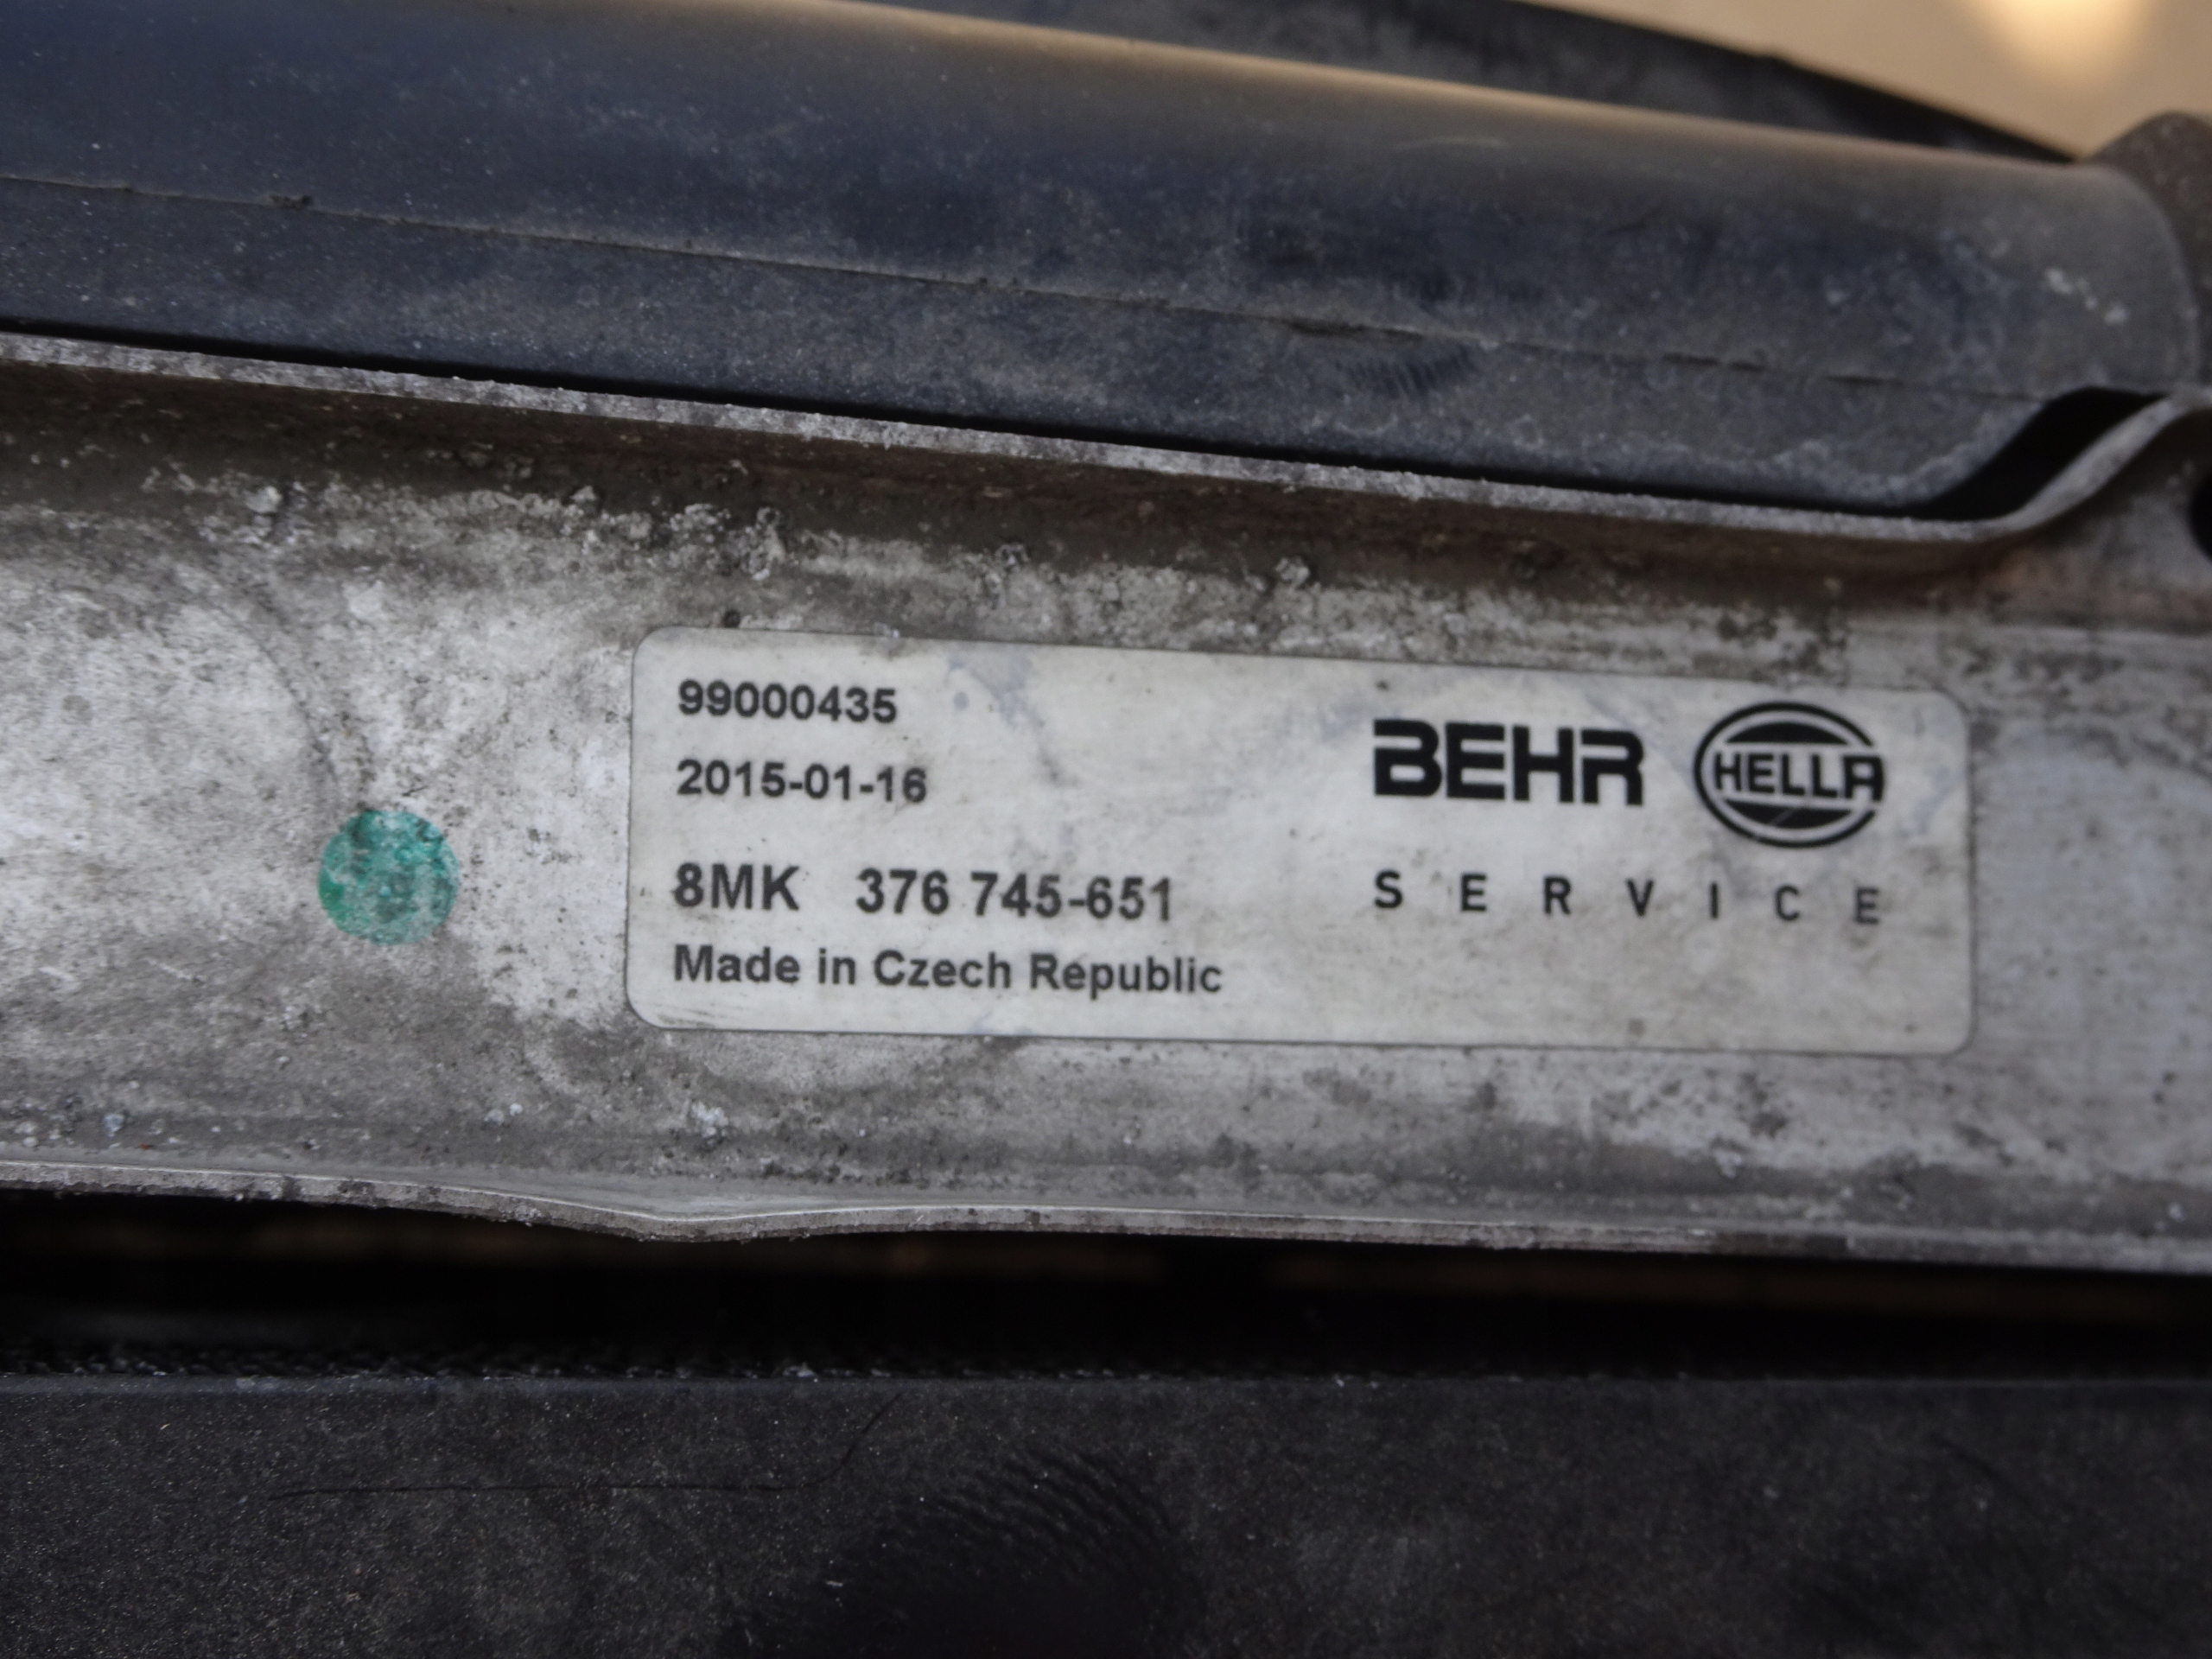 99000435
2015-01-16
8MK 376 745-651
Made in Czech Republic
BEHR HELLA
SERVICE